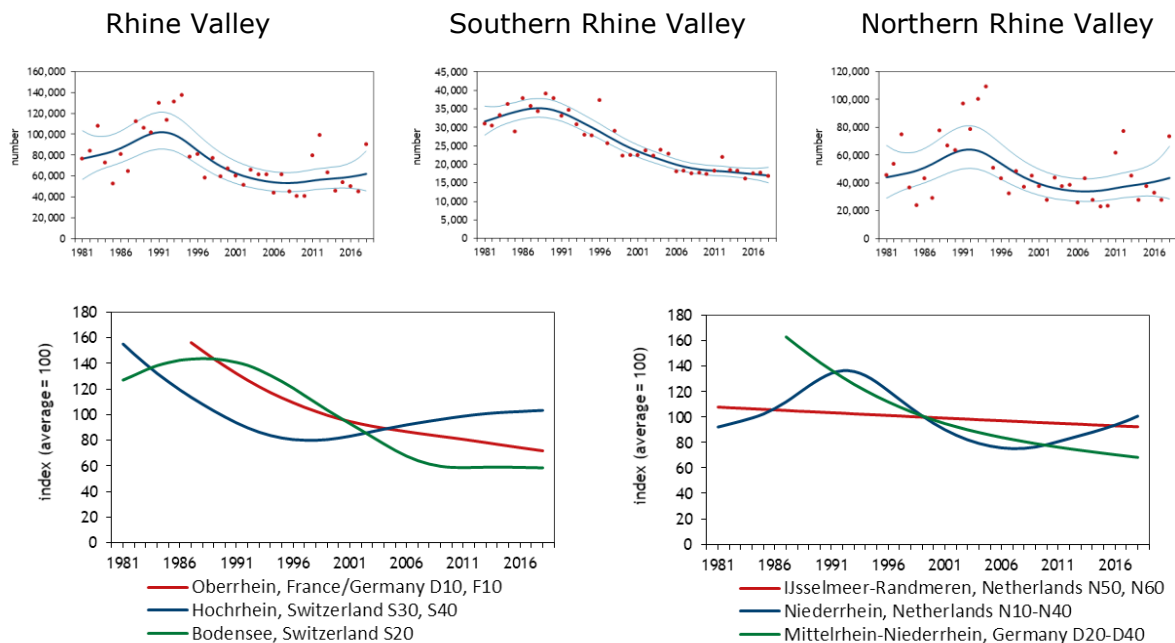 Rhine Valley
Southern Rhine Valley
Northern Rhine Valley
160,000
140,000
120,000
100,000
80,000
60,000
40,000
20,000
0
number
1981 1986 1991 1996 2001 2006 2011 2016
45,000
40,000
35,000
30,000
25,000
20,000
15,000
10,000
5,000
0
number
1981 1986 1991 1996 2001 2006 2011 2016
120,000
100,000
80,000
60,000
40,000
20,000
0
number
1981 1986 1991 1996 2001 2006 2011 2016
180
160
140
120
100
80
60
40
20
0
index (average = 100)
1981 1986 1991 1996 2001 2006 2011 2016
Oberrhein, France/Germany D10, F10
Hochrhein, Switzerland S30, S40
Bodensee, Switzerland S20
180
160
140
120
100
80
60
40
20
0
index (average = 100)
1981 1986 1991 1996 2001 2006 2011 2016
IJsselmeer-Randmeren, Netherlands N50, N60
Niederrhein, Netherlands N10-N40
Mittelrhein-Niederrhein, Germany D20-D40